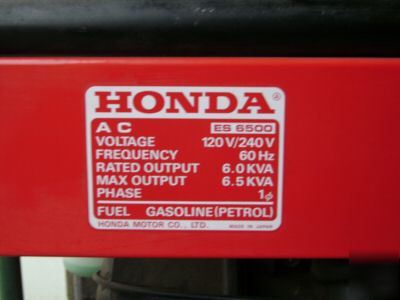 HONDA®
AC ES 6500
VOLTAGE 120V/240V
FREQUENCY 60Hz
RATED OUTPUT 6.0KVA
MAX OUTPUT 6.5KVA
PHASE 1ϕ
FUEL GASOLINE(PETROL)
HONDA MOTOR CO., LTD. MADE IN JAPAN